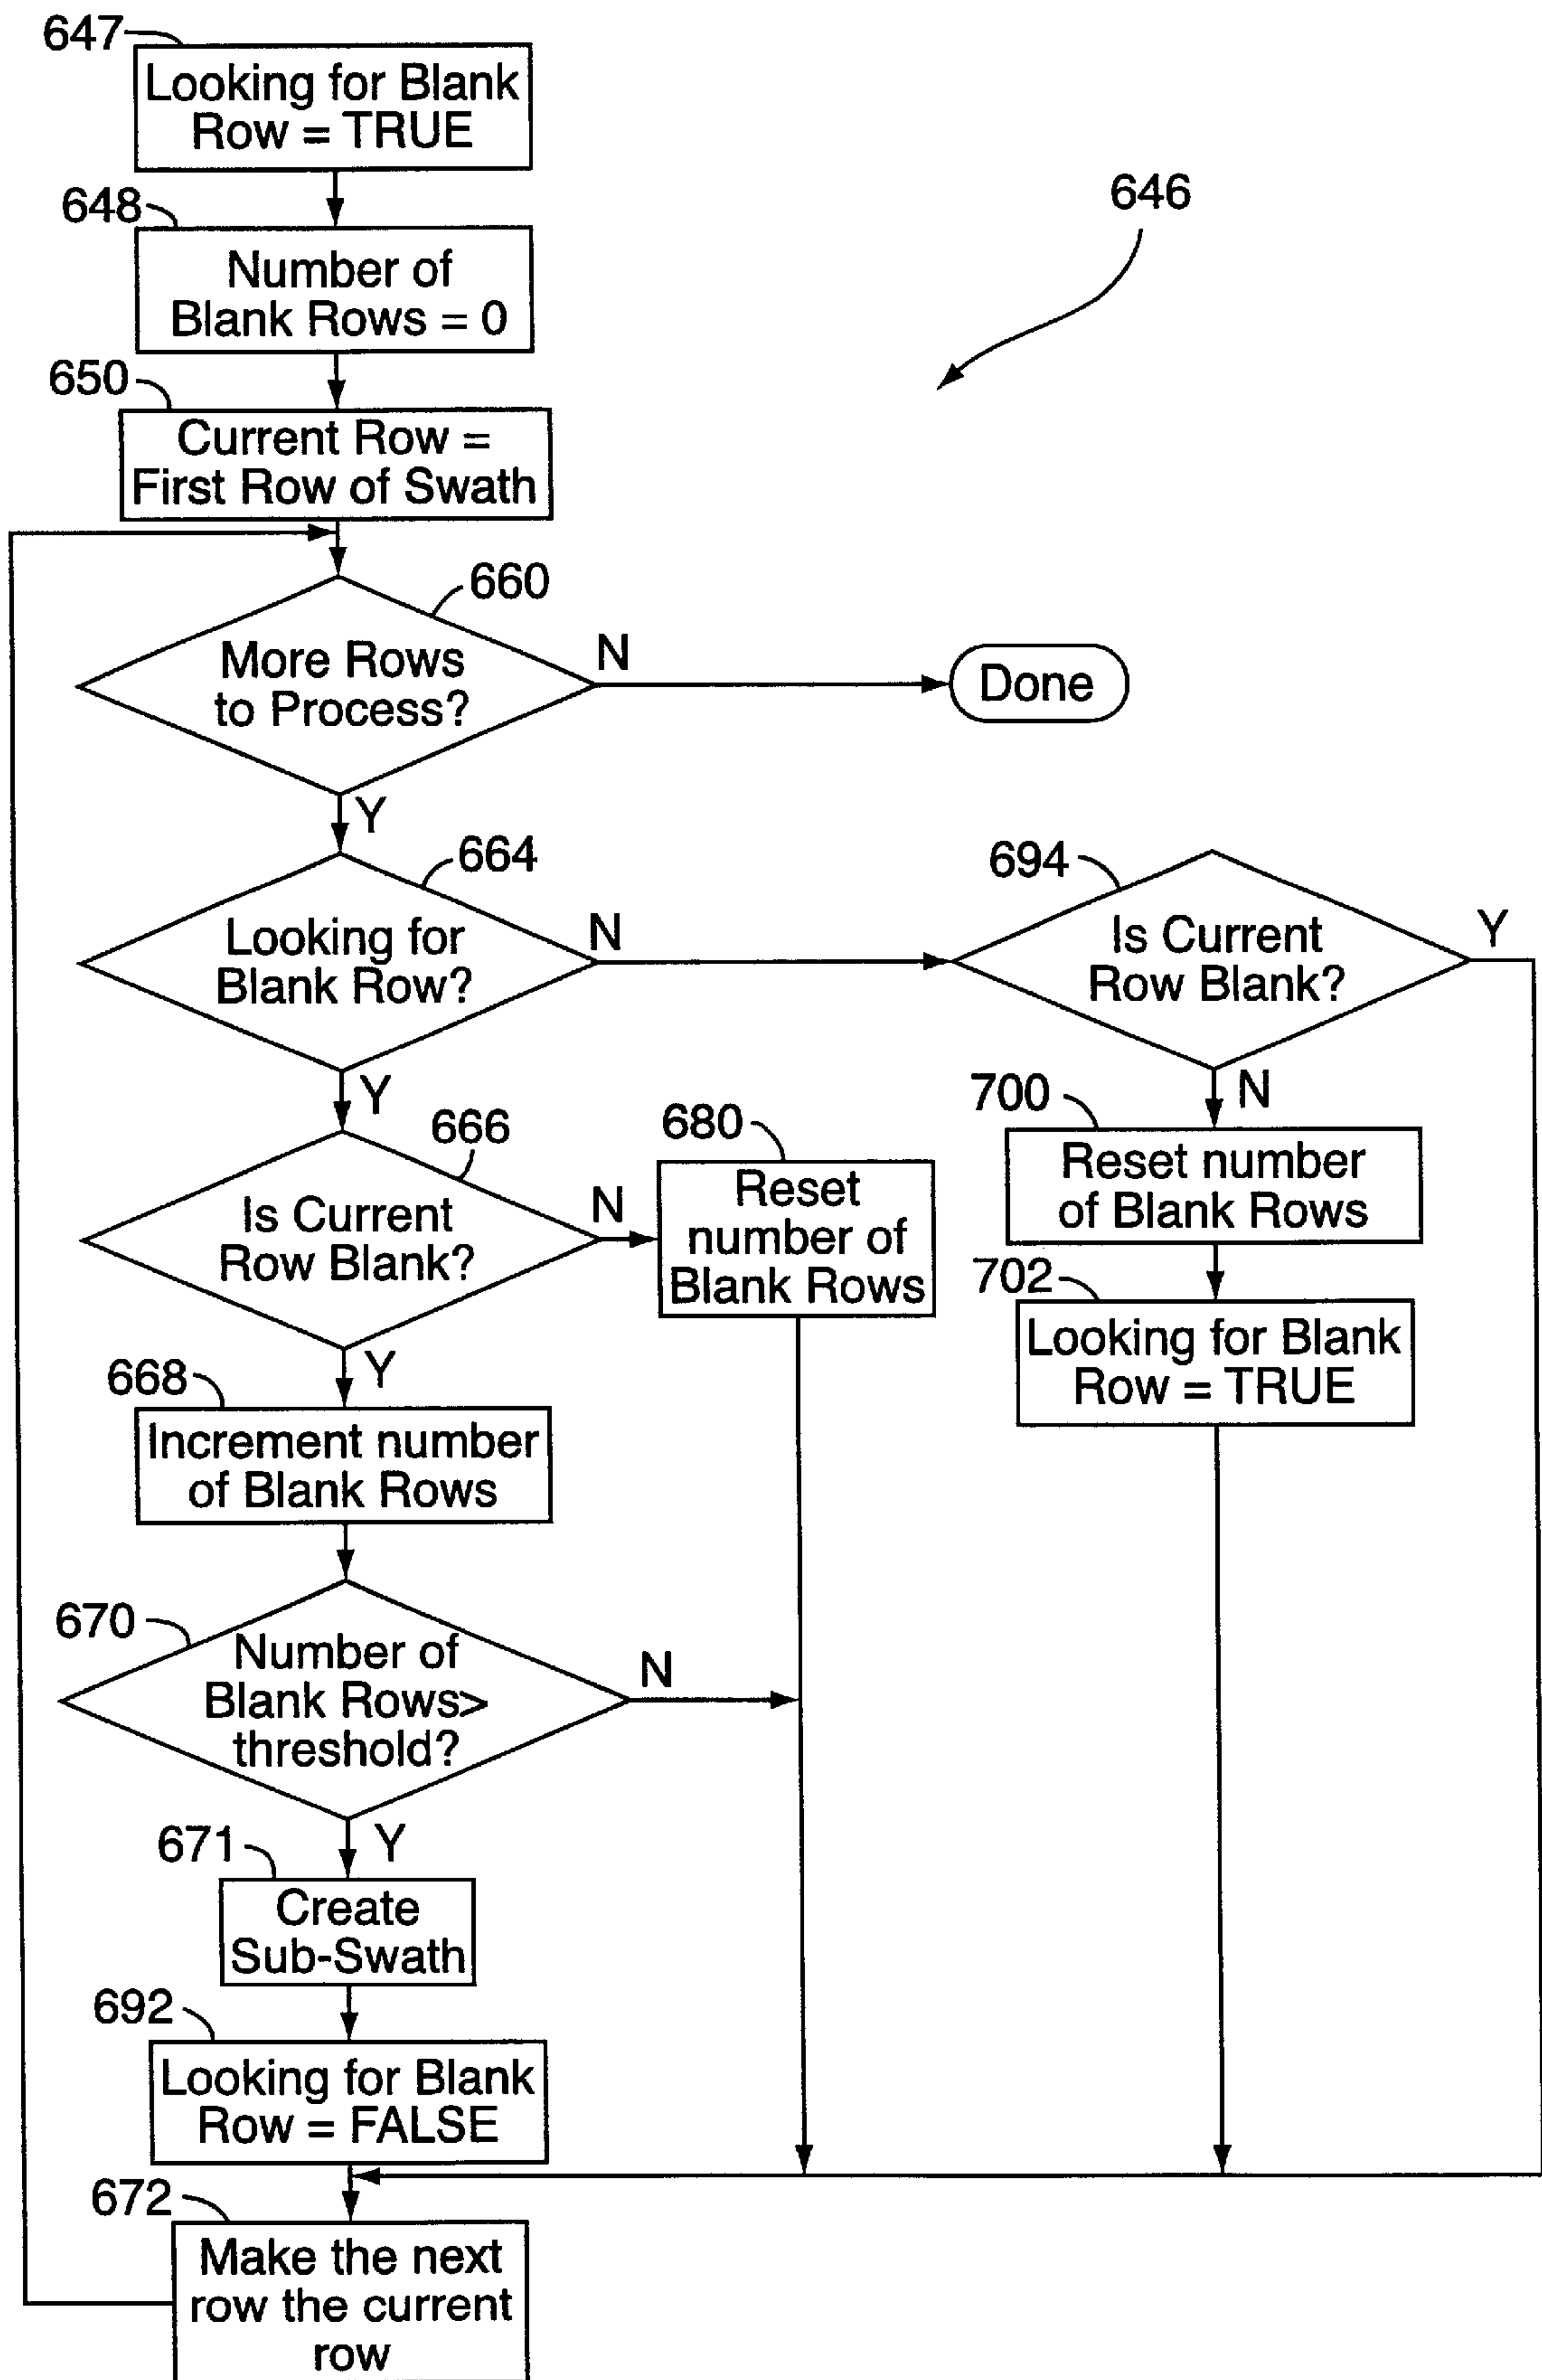 647
Looking for Blank
Row = TRUE
646
648
Number of
Blank Rows = 0
650
Current Row =
First Row of Swath
660
More Rows
to Process?
N
Done
Y
664
Looking for
Blank Row?
N
694
Is Current
Row Blank?
Y
Y
N
666
Is Current
Row Blank?
N
680
Reset
number of
Blank Rows
700
Reset number
of Blank Rows
702
Looking for Blank
Row = TRUE
Y
668
Increment number
of Blank Rows
670
Number of
Blank Rows>
threshold?
N
Y
671
Create
Sub-Swath
692
Looking for Blank
Row = FALSE
672
Make the next
row the current
row